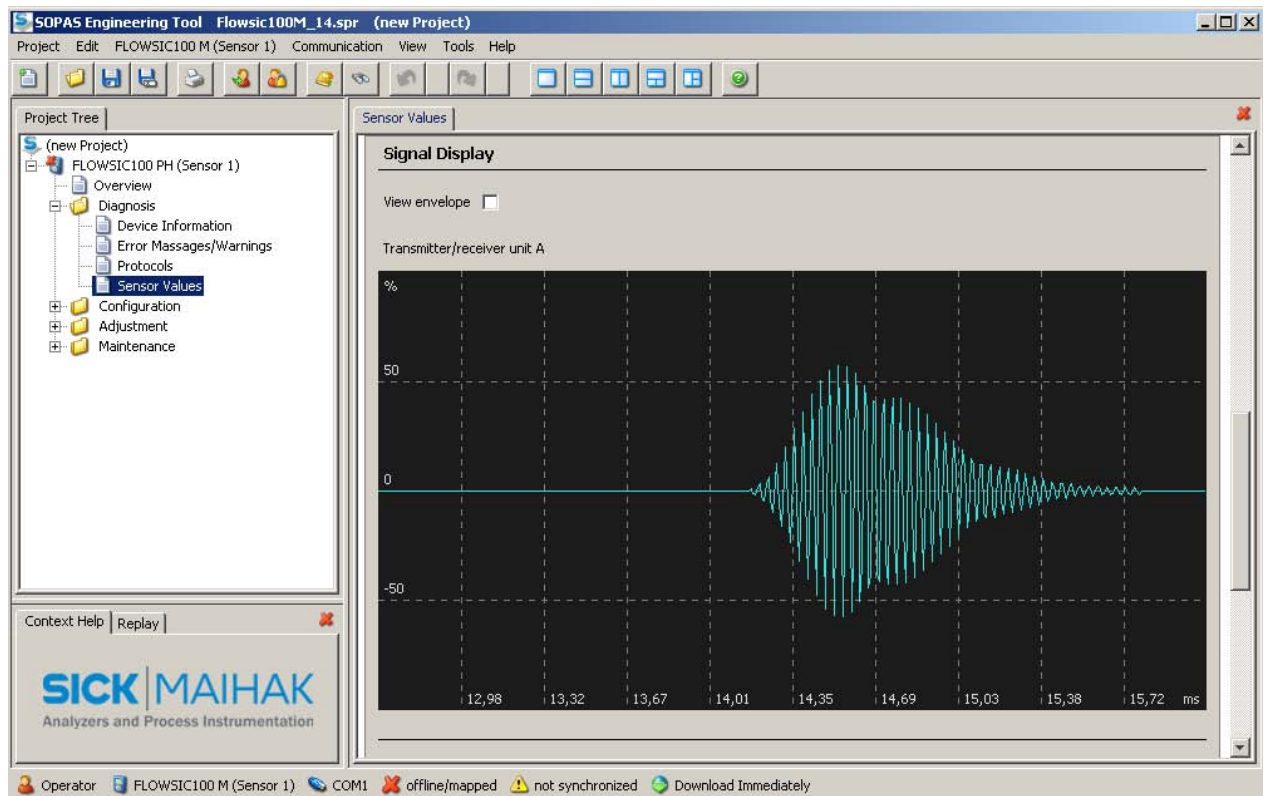 SOPAS Engineering Tool Flowsic100M_14.spr (new Project)
Project Edit FLOWSIC100 M (Sensor 1) Communication View Tools Help
Project Tree
(new Project)
FLOWSIC100 PH (Sensor 1)
Overview
Diagnosis
Device Information
Error Massages/Warnings
Protocols
Sensor Values
Configuration
Adjustment
Maintenance
Context Help Replay
SICK MAIHAK
Analyzers and Process Instrumentation
Sensor Values
Signal Display
View envelope
Transmitter/receiver unit A
%
50
0
-50
12,98 13,32 13,67 14,01 14,35 14,69 15,03 15,38 15,72 ms
Operator FLOWSIC100 M (Sensor 1) COM1 offline/mapped not synchronized Download Immediately